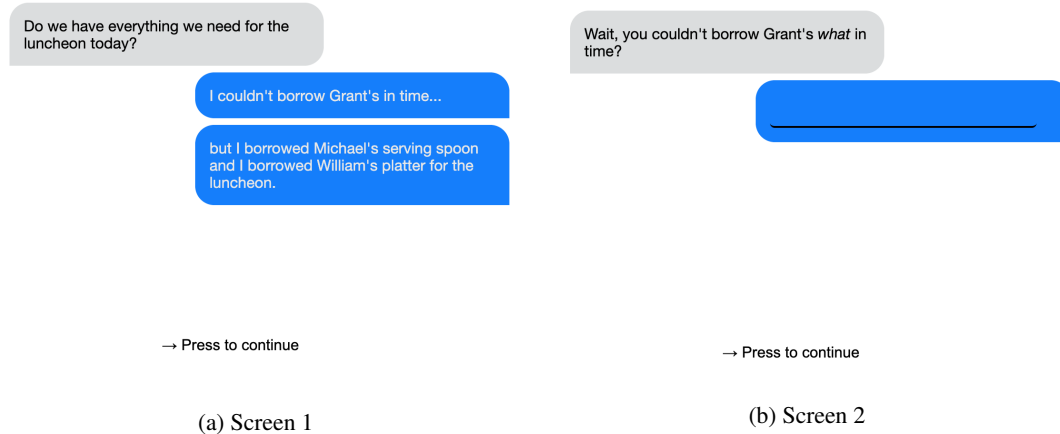 Do we have everything we need for the
luncheon today?
I couldn't borrow Grant's in time...
but I borrowed Michael's serving spoon
and I borrowed William's platter for the
luncheon.
→ Press to continue
(a) Screen 1
Wait, you couldn't borrow Grant's what in
time?
→ Press to continue
(b) Screen 2